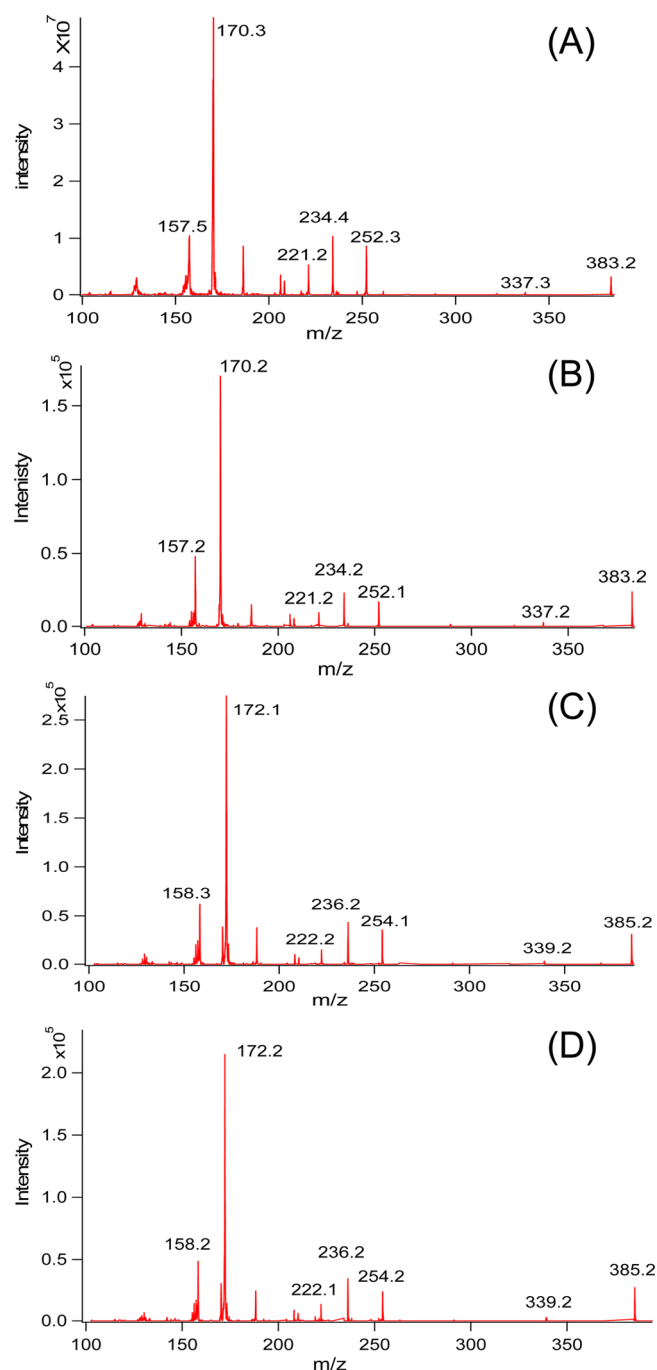 (A)
X10^7
170.3
4
3
intensity
2
234.4
157.5
252.3
1
221.2
337.3
383.2
0
100 150 200 250 300 350
m/z
(B)
x10^5
170.2
1.5
Intenisty
1.0
157.2
0.5
234.2
383.2
221.2
252.1
337.2
0.0
100 150 200 250 300 350
m/z
(C)
x10^5
2.5
172.1
2.0
Intensity
1.5
1.0
158.3
236.2
0.5
254.1
385.2
222.2
339.2
0.0
100 150 200 250 300 350
m/z
(D)
x10^5
172.2
2.0
1.5
Intensity
1.0
158.2
236.2
0.5
254.2
385.2
222.1
339.2
0.0
100 150 200 250 300 350
m/z